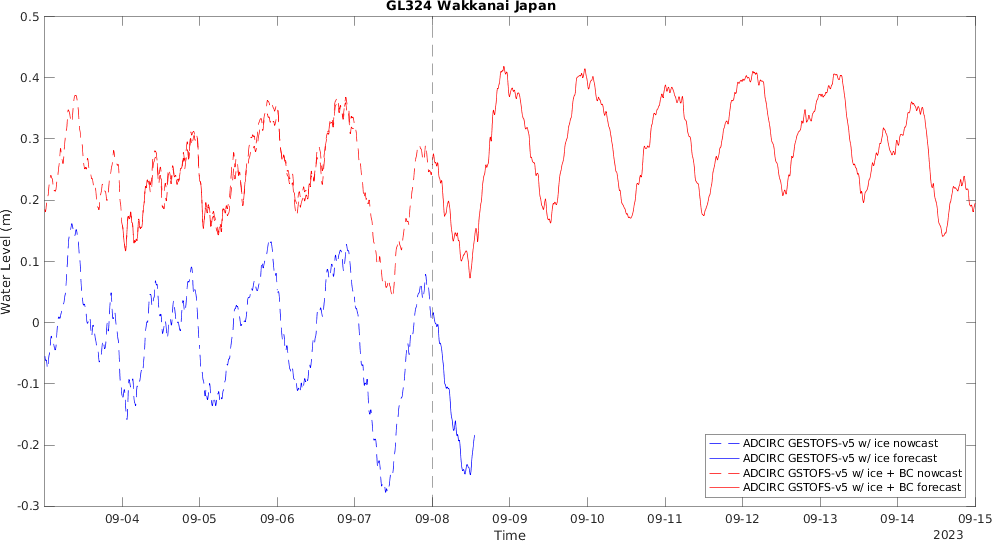 GL324 Wakkanai Japan
0.5
0.4
0.3
0.2
0.1
0
-0.1
-0.2
-0.3
Water Level (m)
ADCIRC GESTOFS-v5 w/ ice nowcast
ADCIRC GESTOFS-v5 w/ ice forecast
ADCIRC GSTOFS-v5 w/ ice + BC nowcast
ADCIRC GSTOFS-v5 w/ ice + BC forecast
09-04 09-05 09-06 09-07 09-08 09-09 09-10 09-11 09-12 09-13 09-14 09-15
Time
2023